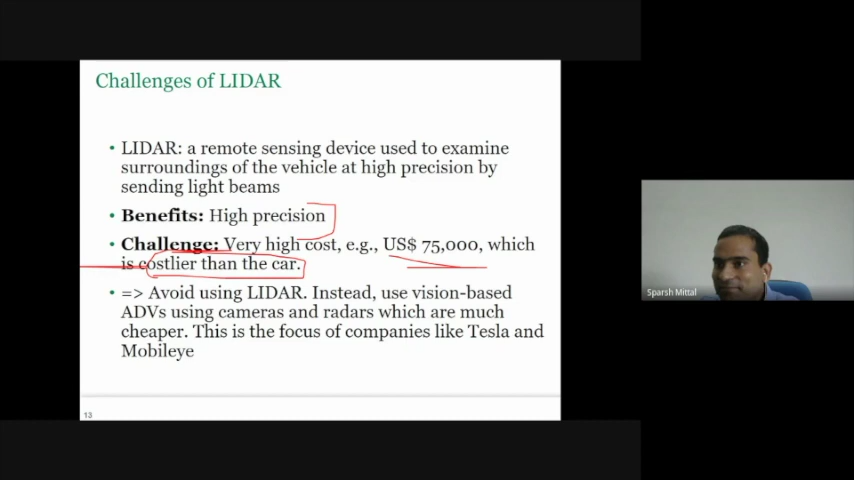 Challenges of LIDAR
• LIDAR: a remote sensing device used to examine
surroundings of the vehicle at high precision by
sending light beams
• Benefits: High precision
• Challenge: Very high cost, e.g., US$ 75,000, which
is costlier than the car.
• => Avoid using LIDAR. Instead, use vision-based
ADVs using cameras and radars which are much
cheaper. This is the focus of companies like Tesla and
Mobileye
13
Sparsh Mittal